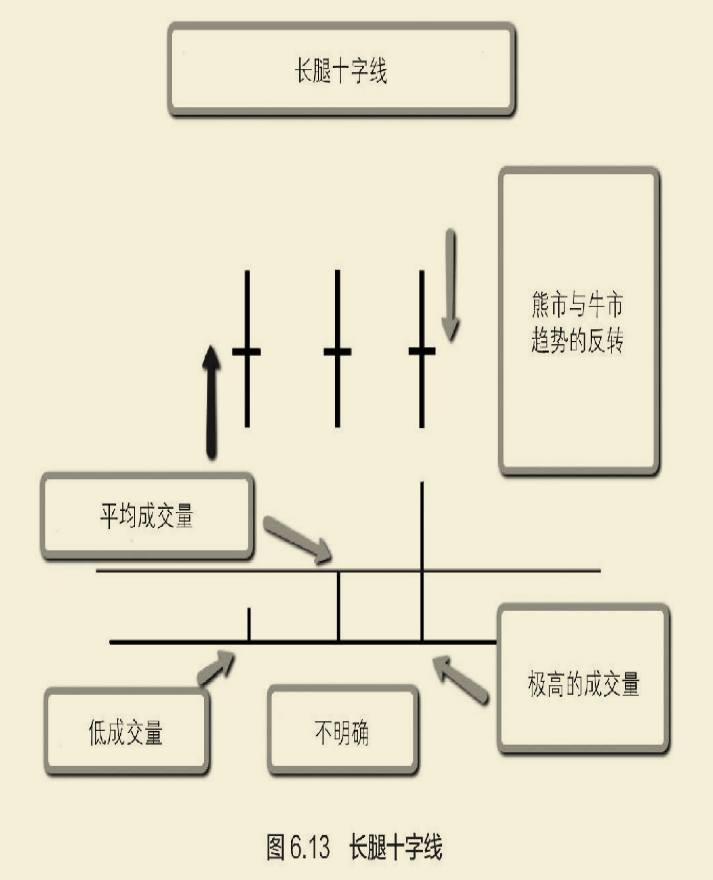 长腿十字线
熊市与牛市
趋势的反转
平均成交量
极高的成交量
低成交量
不明确
图 6.13 长腿十字线